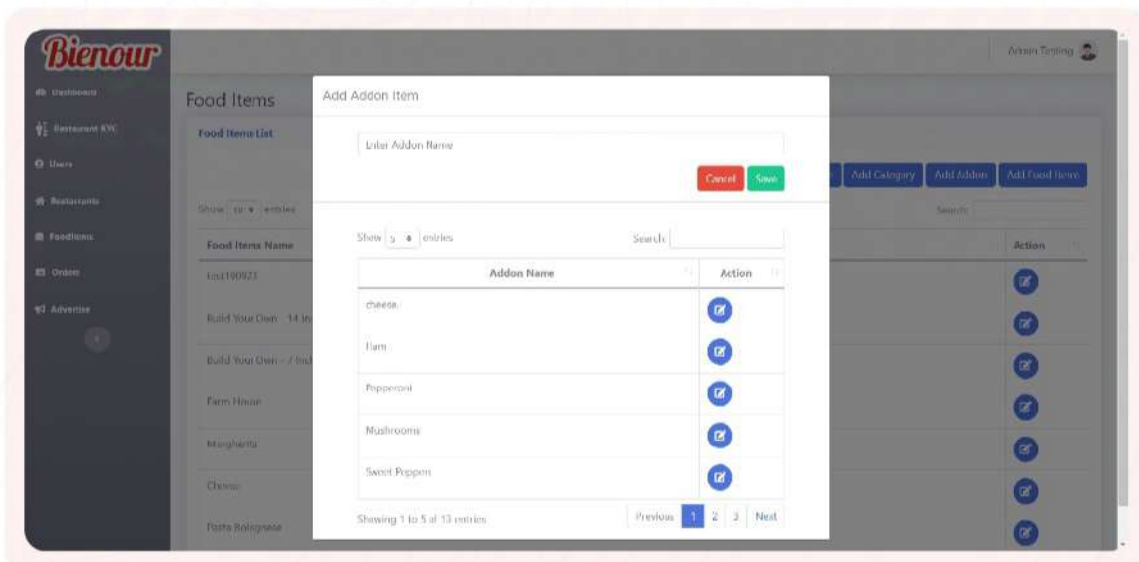 Bienour
Admin Testing
Dashboard
Restaurant KYC
Users
Restaurants
FoodItems
Orders
Advertise
Food Items
Food Items List
Add Category
Add Addon
Add Food Items
Show 10 entries
Search:
Food Items Name
Action
test190923
Build Your Own - 14 in
Build Your Own - 7 Inch
Farm House
Margherita
Cheese
Pasta Bolognese
Add Addon Item
Enter Addon Name
Cancel Save
Show 5 entries
Search:
Addon Name Action
cheese.
Ham
Pepperoni
Mushrooms
Sweet Peppers
Showing 1 to 5 of 13 entries
Previous 1 2 3 Next